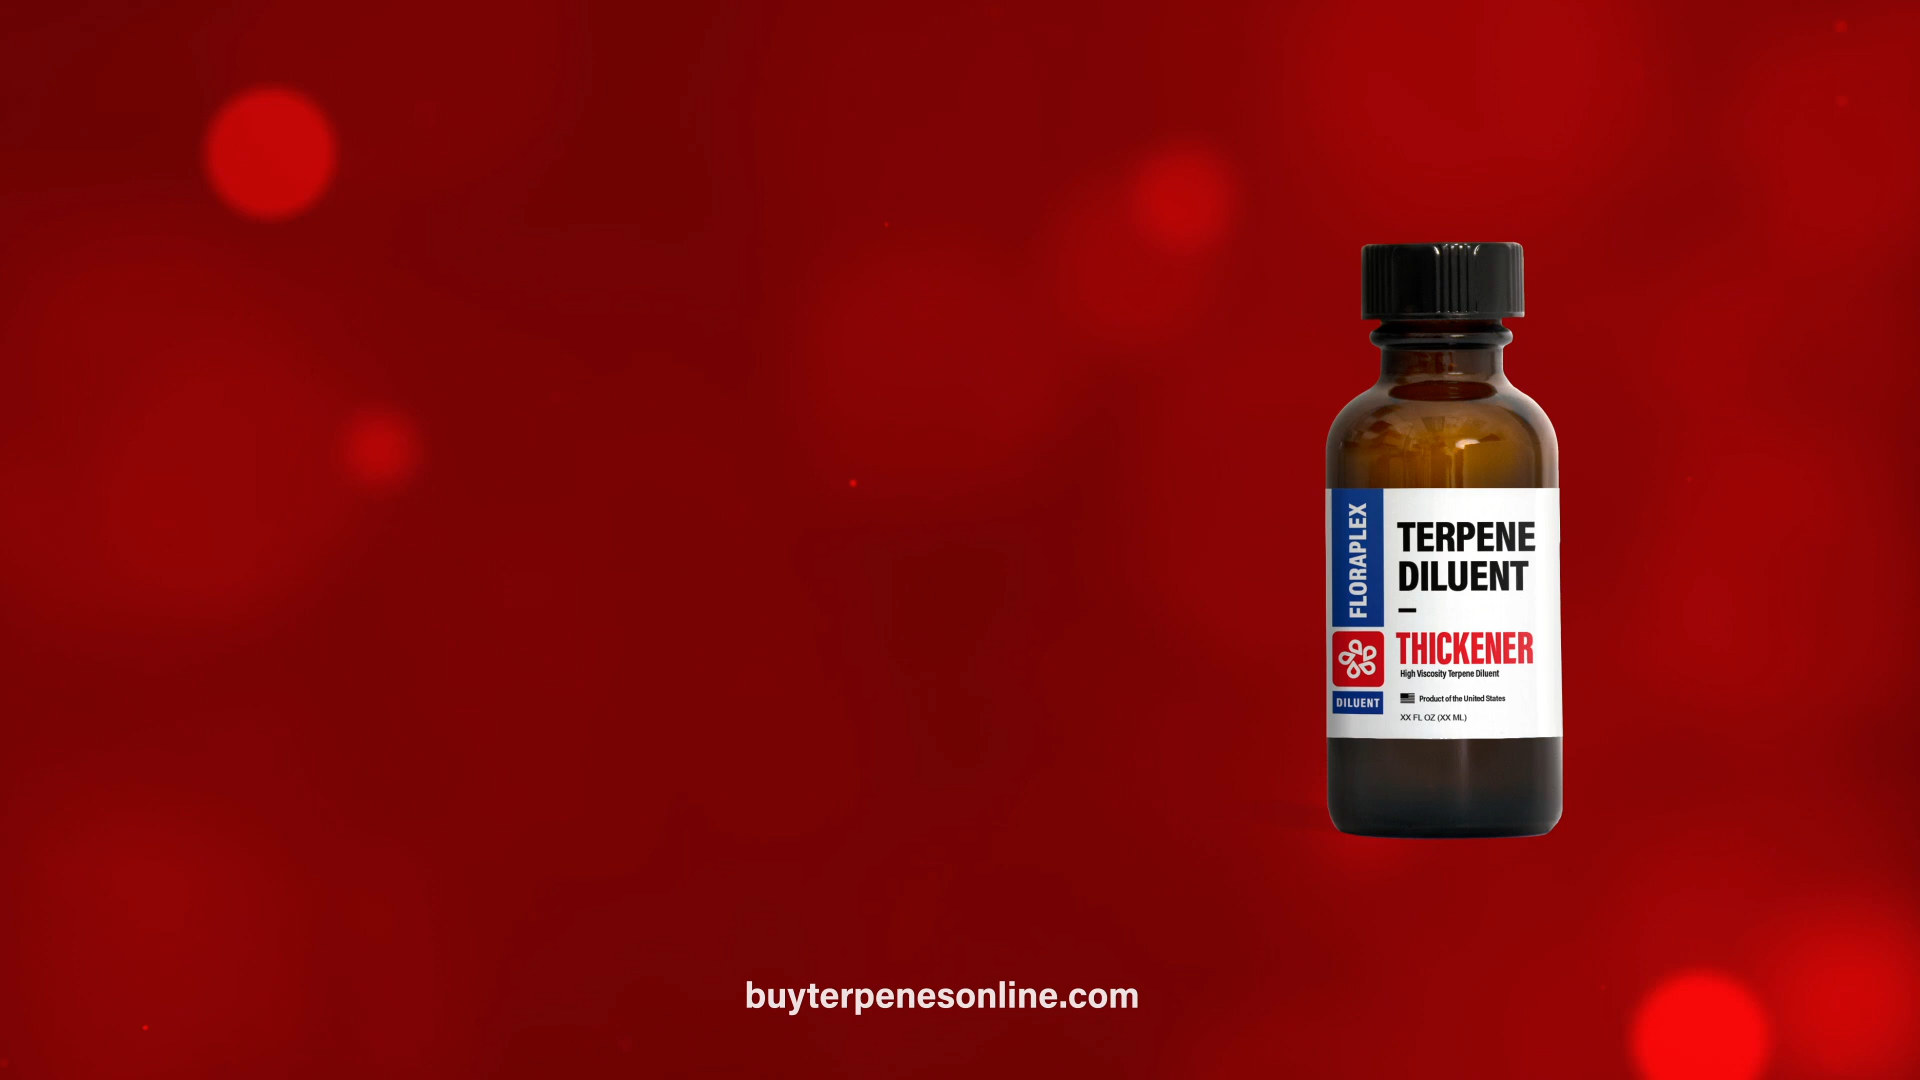 FLORAPLEX
DILUENT
TERPENE
DILUENT
THICKENER
High Viscosity Terpene Diluent
Product of the United States
XX FL OZ (XX ML)
buyterpenesonline.com